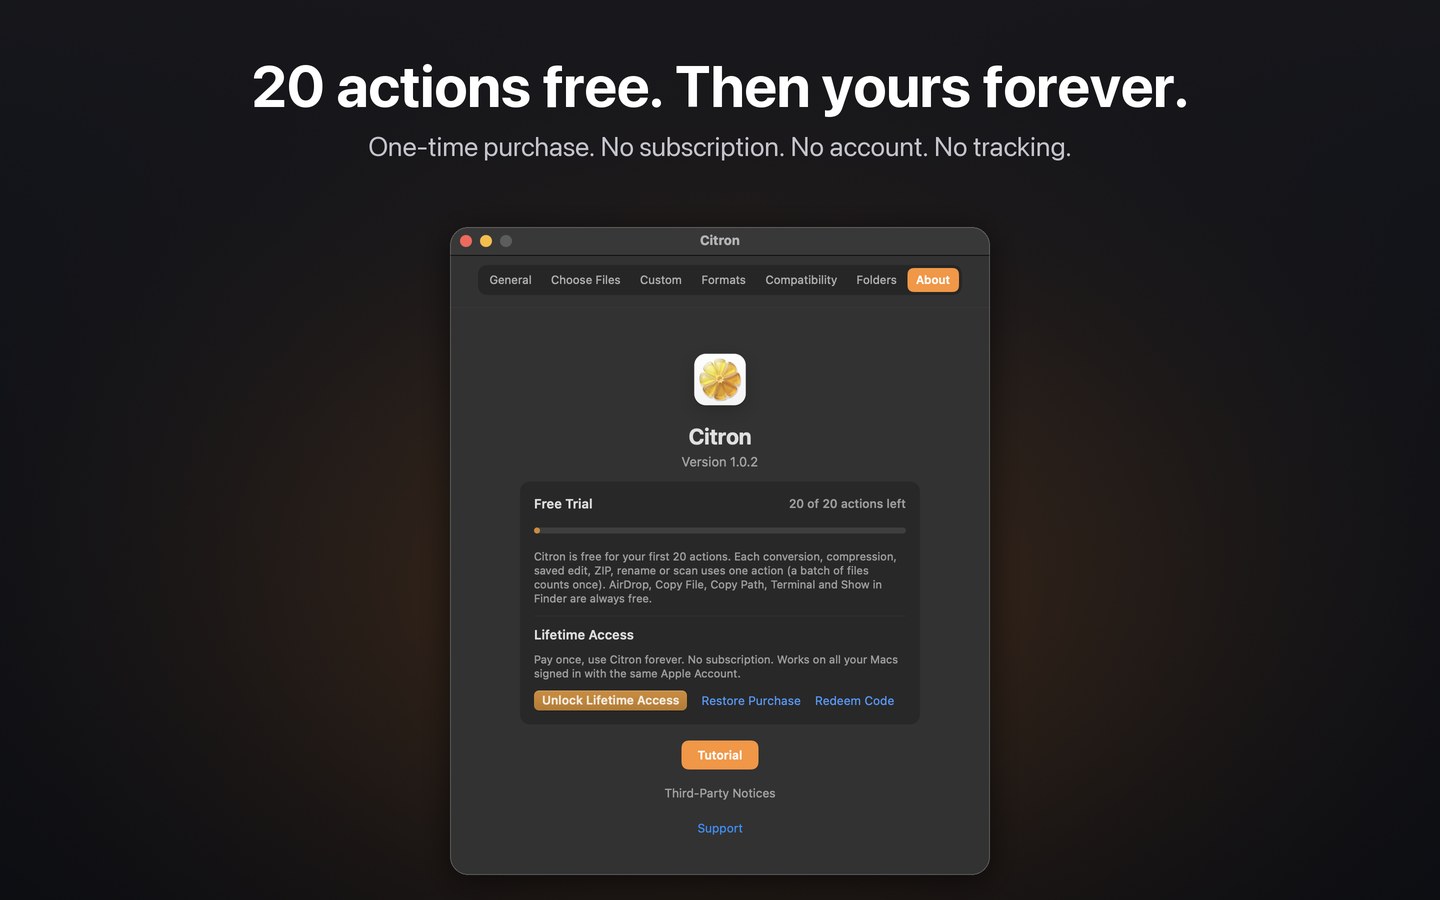 20 actions free. Then yours forever.
One-time purchase. No subscription. No account. No tracking.
Citron
General Choose Files Custom Formats Compatibility Folders About
Citron
Version 1.0.2
Free Trial 20 of 20 actions left
Citron is free for your first 20 actions. Each conversion, compression,
saved edit, ZIP, rename or scan uses one action (a batch of files
counts once). AirDrop, Copy File, Copy Path, Terminal and Show in
Finder are always free.
Lifetime Access
Pay once, use Citron forever. No subscription. Works on all your Macs
signed in with the same Apple Account.
Unlock Lifetime Access Restore Purchase Redeem Code
Tutorial
Third-Party Notices
Support